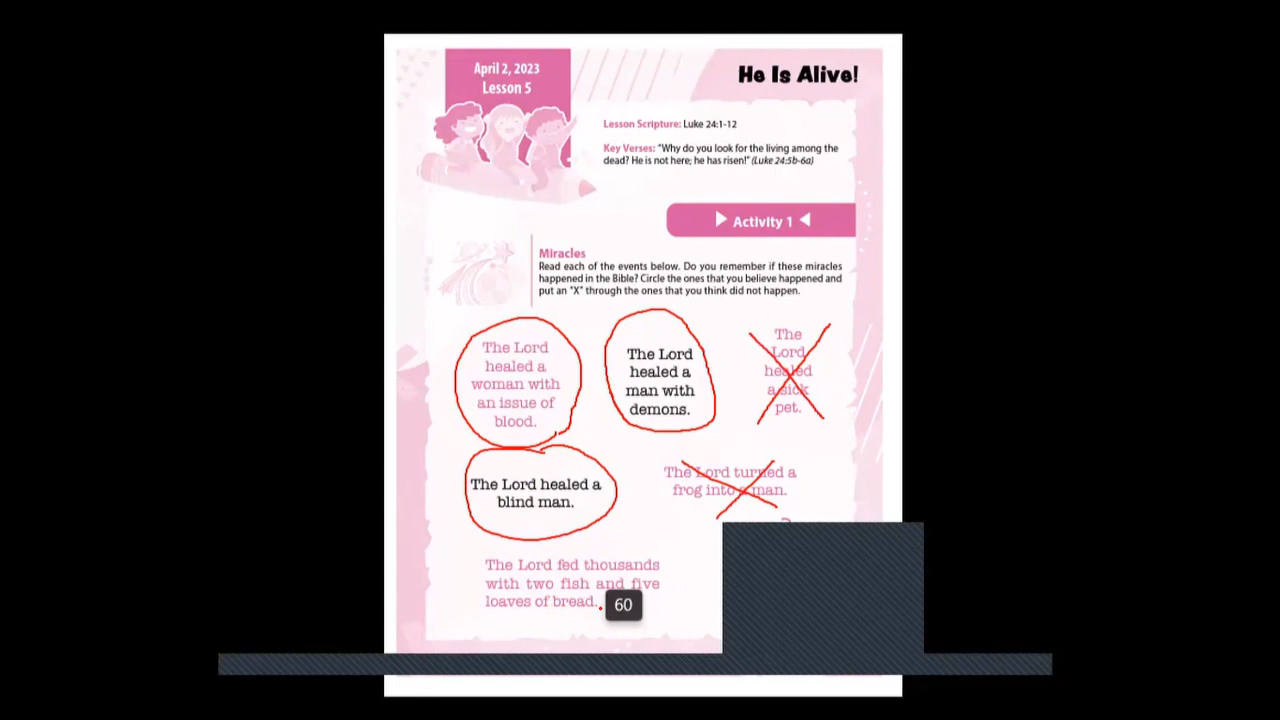 April 2, 2023
Lesson 5
He Is Alive!
Lesson Scripture: Luke 24:1-12
Key Verses: "Why do you look for the living among the
dead? He is not here; he has risen!" (Luke 24:5b-6a)
Activity 1
Miracles
Read each of the events below. Do you remember if these miracles
happened in the Bible? Circle the ones that you believe happened and
put an "X" through the ones that you think did not happen.
The Lord
healed a
woman with
an issue of
blood.
The Lord
healed a
man with
demons.
The
Lord
healed
a sick
pet.
The Lord healed a
blind man.
The Lord turned a
frog into a man.
The Lord fed thousands
with two fish and five
loaves of bread.
60